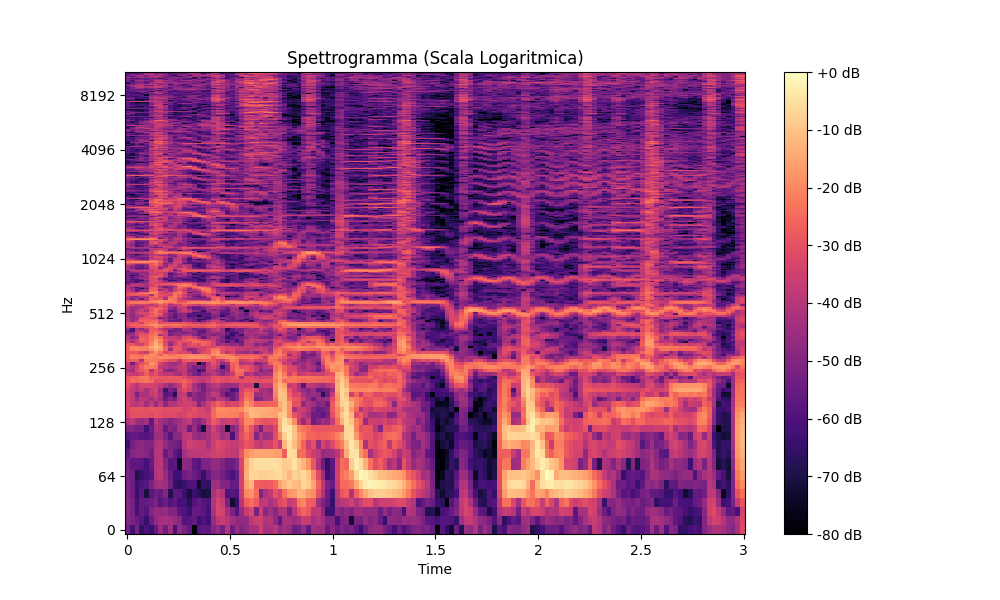 Spettrogramma (Scala Logaritmica)
Hz
8192
4096
2048
1024
512
256
128
64
0
0
0.5
1
1.5
2
2.5
3
Time
+0 dB
-10 dB
-20 dB
-30 dB
-40 dB
-50 dB
-60 dB
-70 dB
-80 dB